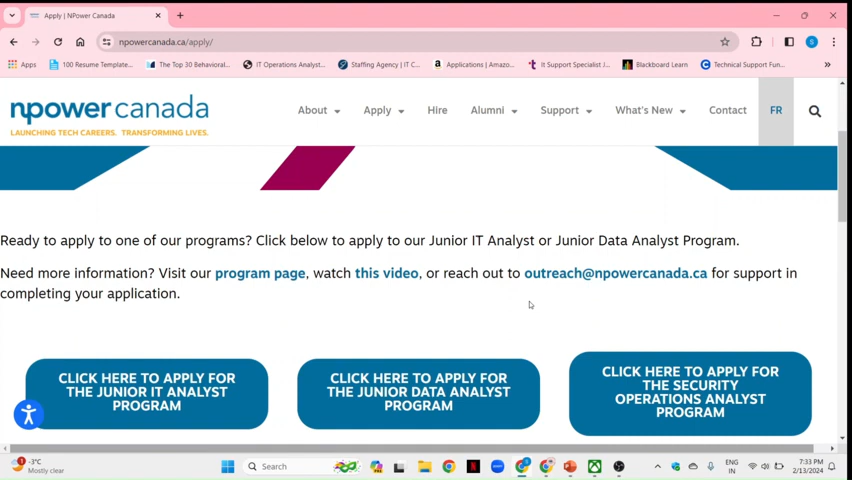 Apply | NPower Canada
npowercanada.ca/apply/
S
Apps
100 Resume Template...
The Top 30 Behavioral...
IT Operations Analyst...
Staffing Agency | IT C...
Applications | Amazo...
It Support Specialist J...
Blackboard Learn
Technical Support Fun...
npower canada
LAUNCHING TECH CAREERS. TRANSFORMING LIVES.
About
Apply
Hire
Alumni
Support
What's New
Contact
FR
Ready to apply to one of our programs? Click below to apply to our Junior IT Analyst or Junior Data Analyst Program.
Need more information? Visit our program page, watch this video, or reach out to outreach@npowercanada.ca for support in
completing your application.
CLICK HERE TO APPLY FOR
THE JUNIOR IT ANALYST
PROGRAM
CLICK HERE TO APPLY FOR
THE JUNIOR DATA ANALYST
PROGRAM
CLICK HERE TO APPLY FOR
THE SECURITY
OPERATIONS ANALYST
PROGRAM
-3°C
Mostly clear
Search
ENG
IN
7:33 PM
2/13/2024